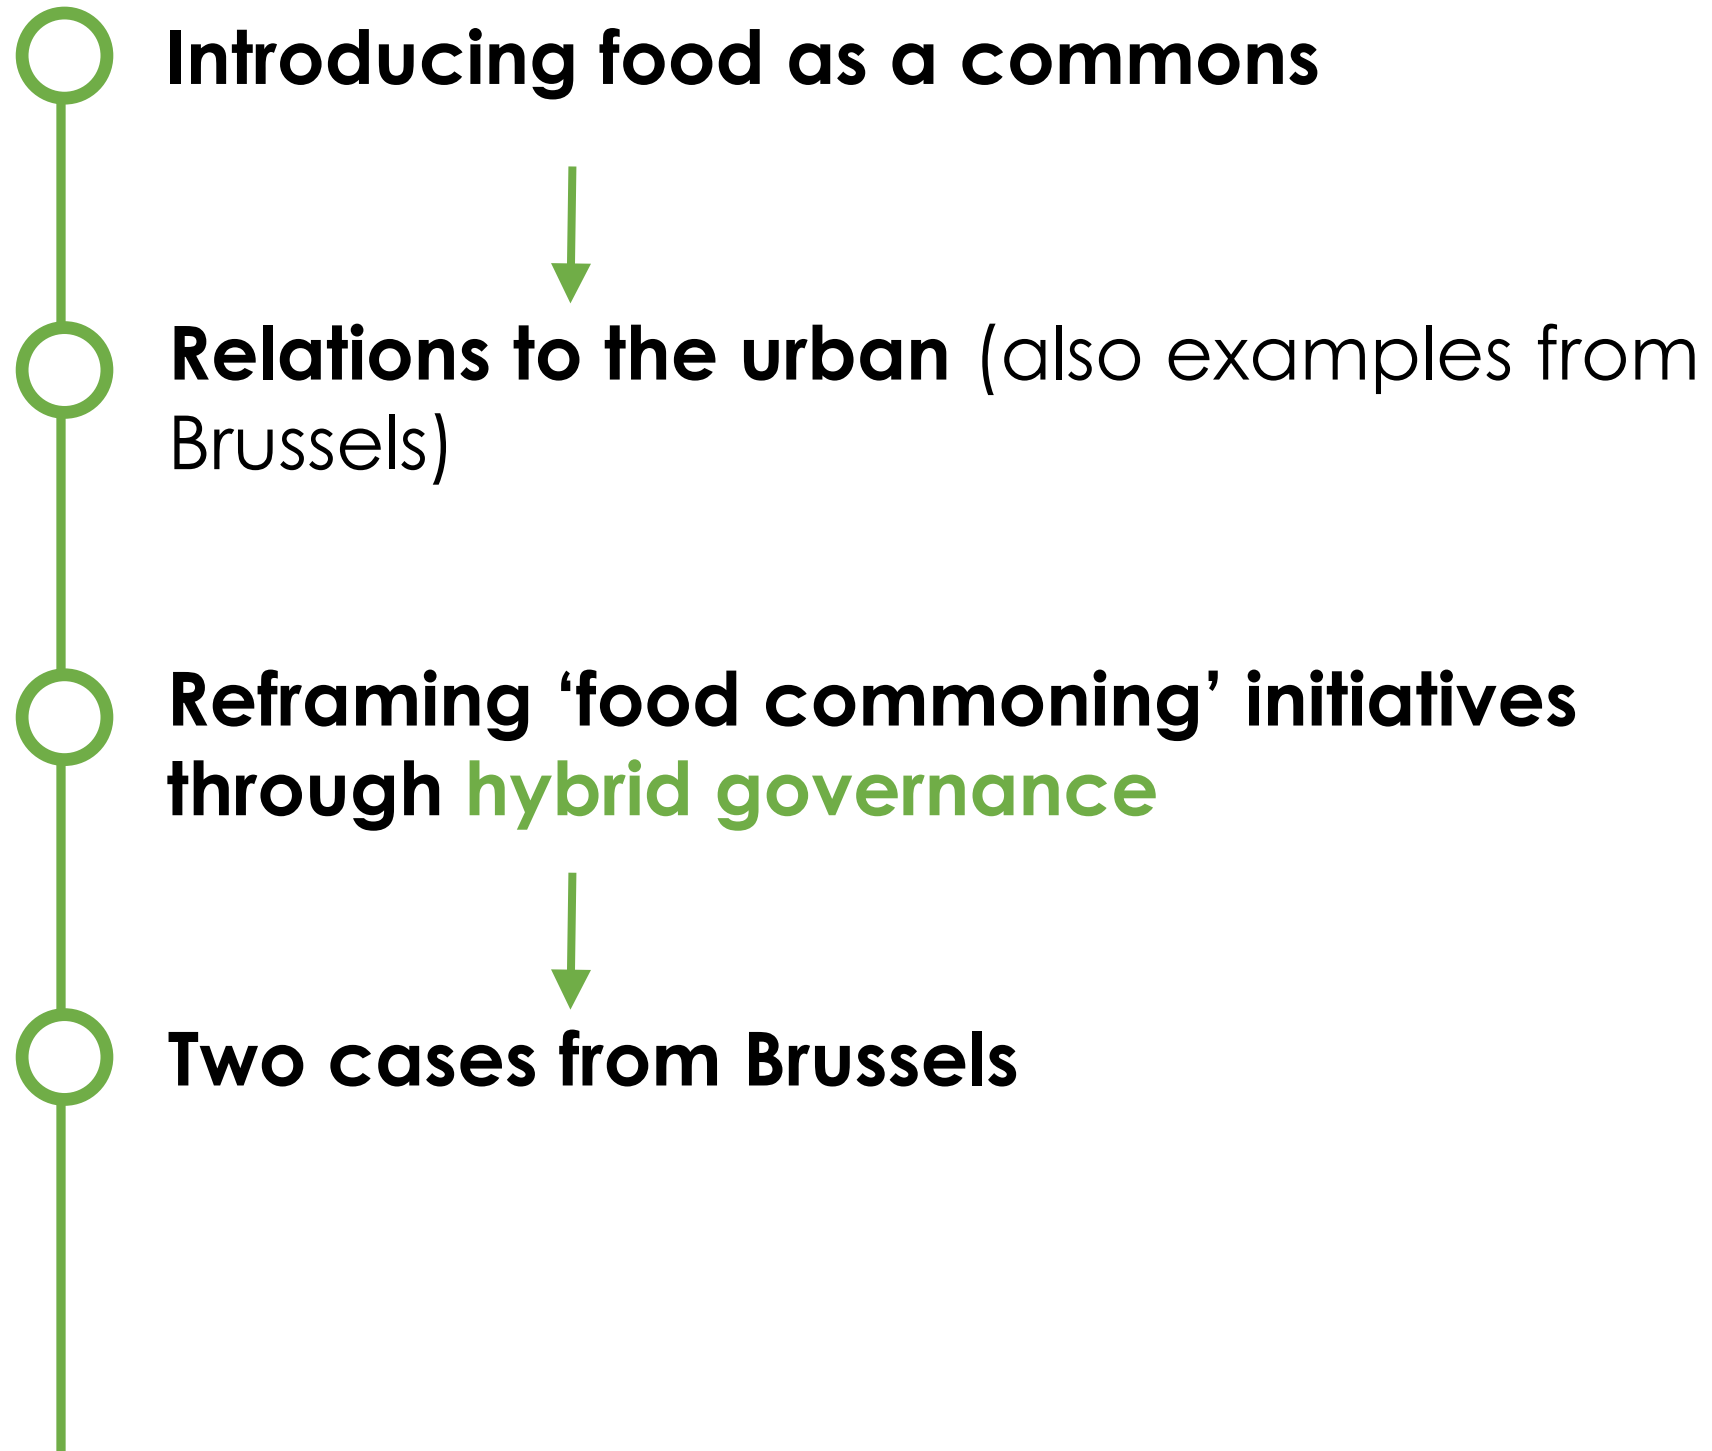 Introducing food as a commons
Relations to the urban (also examples from
Brussels)
Reframing ‘food commoning’ initiatives
through hybrid governance
Two cases from Brussels